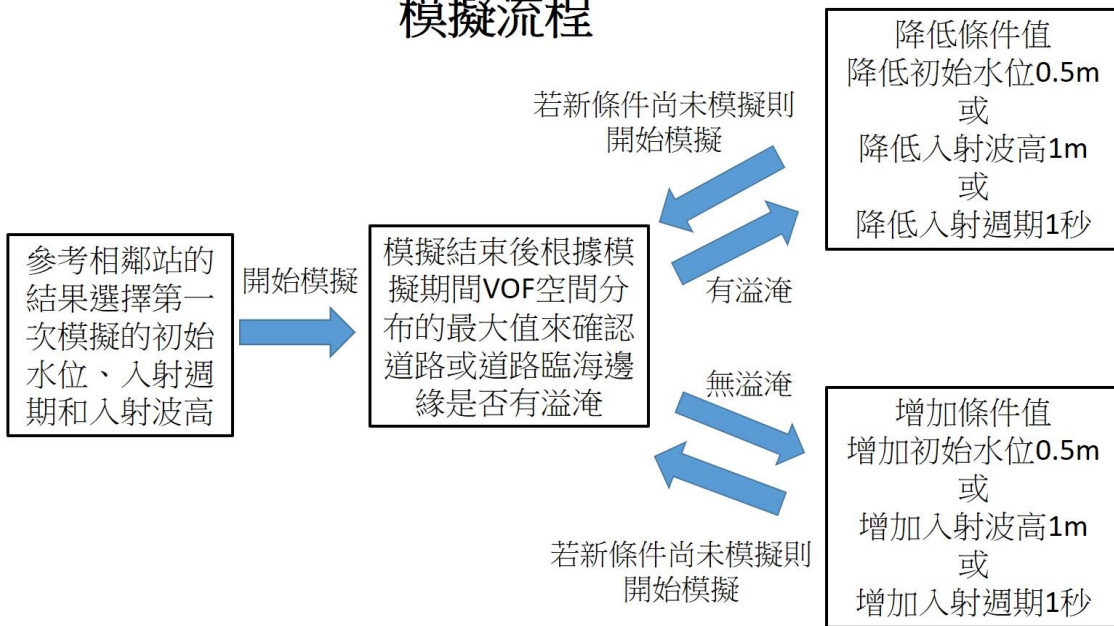 模擬流程
參考相鄰站的
結果選擇第一
次模擬的初始
水位、入射週
期和入射波高
開始模擬
模擬結束後根據模
擬期間VOF空間分
布的最大值來確認
道路或道路臨海邊
緣是否有溢淹
若新條件尚未模擬則
開始模擬
有溢淹
降低條件值
降低初始水位0.5m
或
降低入射波高1m
或
降低入射週期1秒
無溢淹
若新條件尚未模擬則
開始模擬
增加條件值
增加初始水位0.5m
或
增加入射波高1m
或
增加入射週期1秒